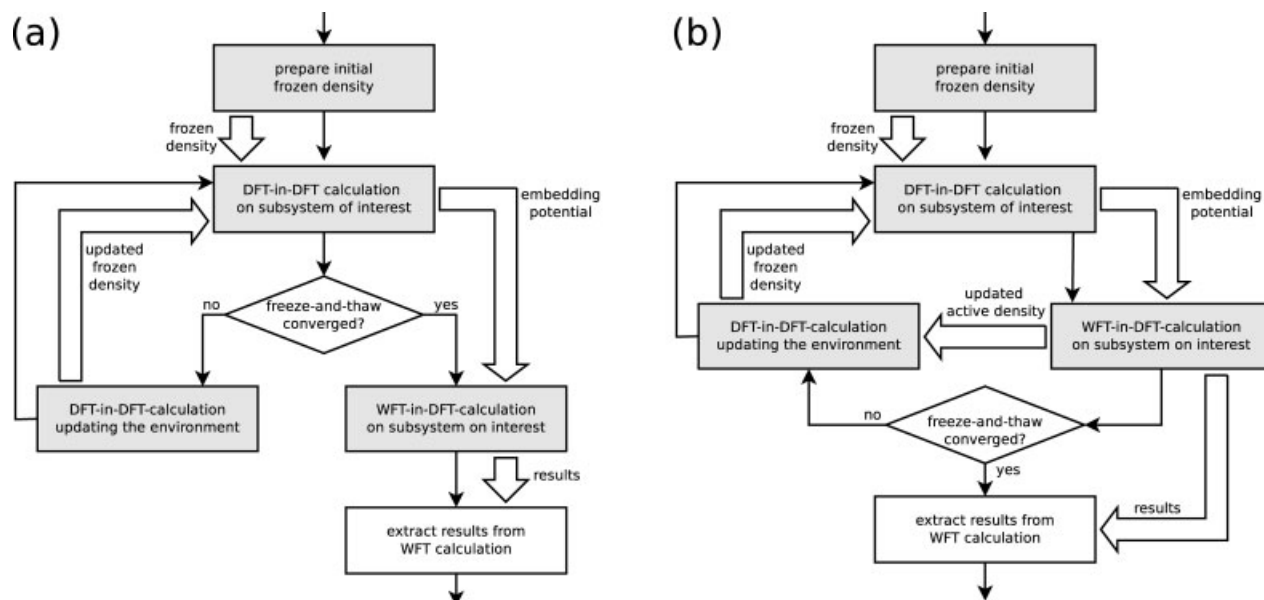 (a)
prepare initial
frozen density
frozen
density
DFT-in-DFT calculation
on subsystem of interest
embedding
potential
updated
frozen
density
no
freeze-and-thaw
converged?
yes
DFT-in-DFT-calculation
updating the environment
WFT-in-DFT-calculation
on subsystem on interest
results
extract results from
WFT calculation
(b)
prepare initial
frozen density
frozen
density
DFT-in-DFT calculation
on subsystem of interest
embedding
potential
updated
frozen
density
updated
active density
DFT-in-DFT-calculation
updating the environment
WFT-in-DFT-calculation
on subsystem on interest
no
freeze-and-thaw
converged?
yes
results
extract results from
WFT calculation